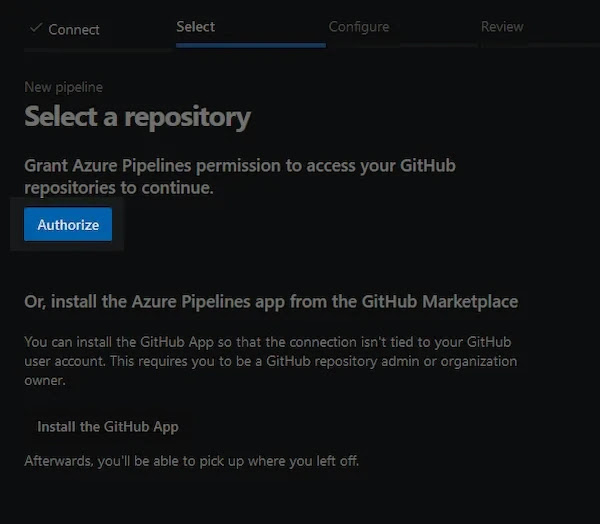 Connect
Select
Configure
Review
New pipeline
Select a repository
Grant Azure Pipelines permission to access your GitHub
repositories to continue.
Authorize
Or, install the Azure Pipelines app from the GitHub Marketplace
You can install the GitHub App so that the connection isn't tied to your GitHub
user account. This requires you to be a GitHub repository admin or organization
owner.
Install the GitHub App
Afterwards, you'll be able to pick up where you left off.